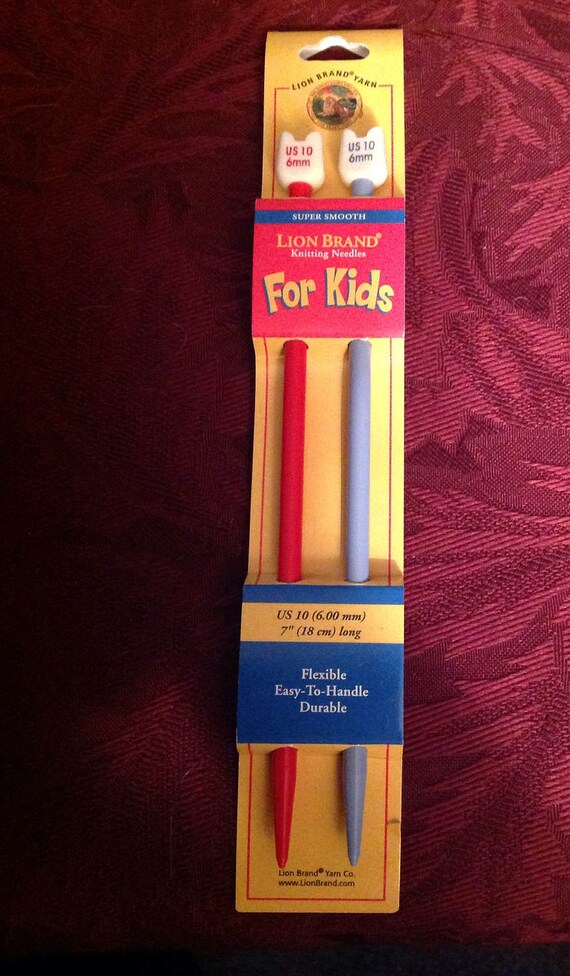 LION BRAND® YARN
US 10
6mm
US 10
6mm
SUPER SMOOTH
LION BRAND®
Knitting Needles
For Kids
US 10 (6.00 mm)
7" (18 cm) long
Flexible
Easy-To-Handle
Durable
Lion Brand® Yarn Co.
www.LionBrand.com